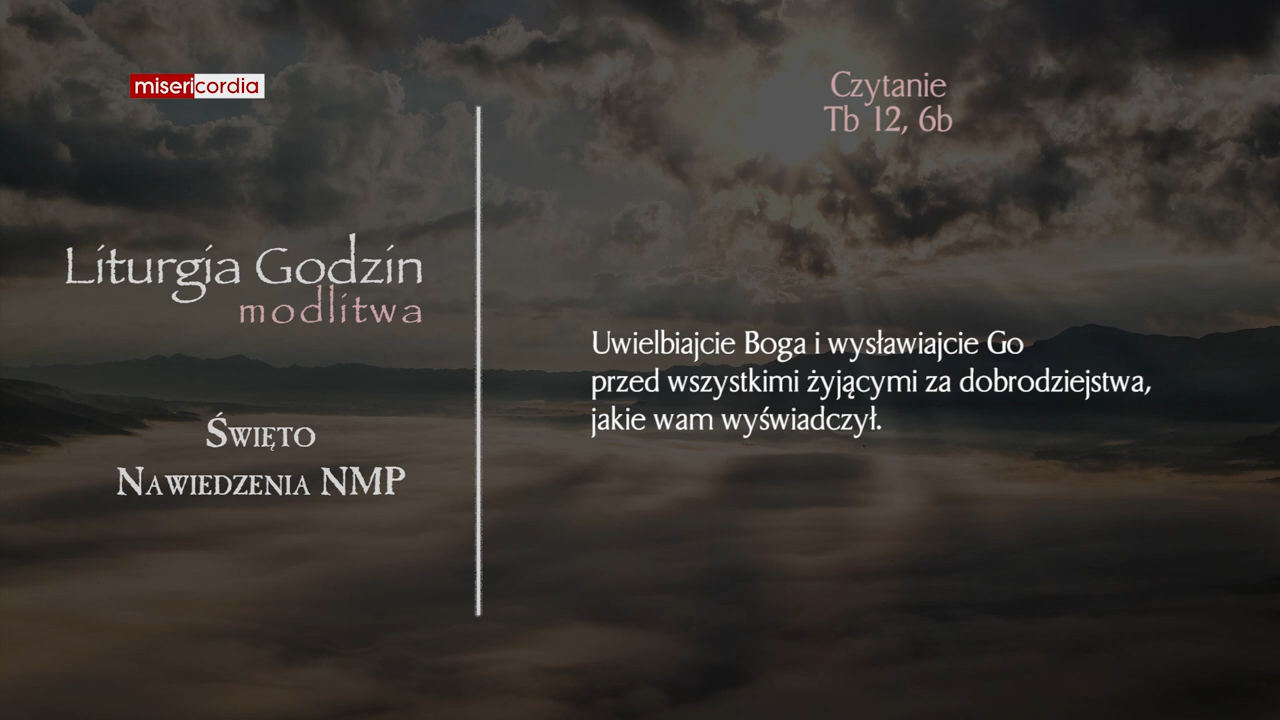 misericordia
Liturgia Godzin
modlitwa
Święto
Nawiedzenia NMP
Czytanie
Tb 12, 6b
Uwielbiajcie Boga i wysławiajcie Go
przed wszystkimi żyjącymi za dobrodziejstwa,
jakie wam wyświadczył.